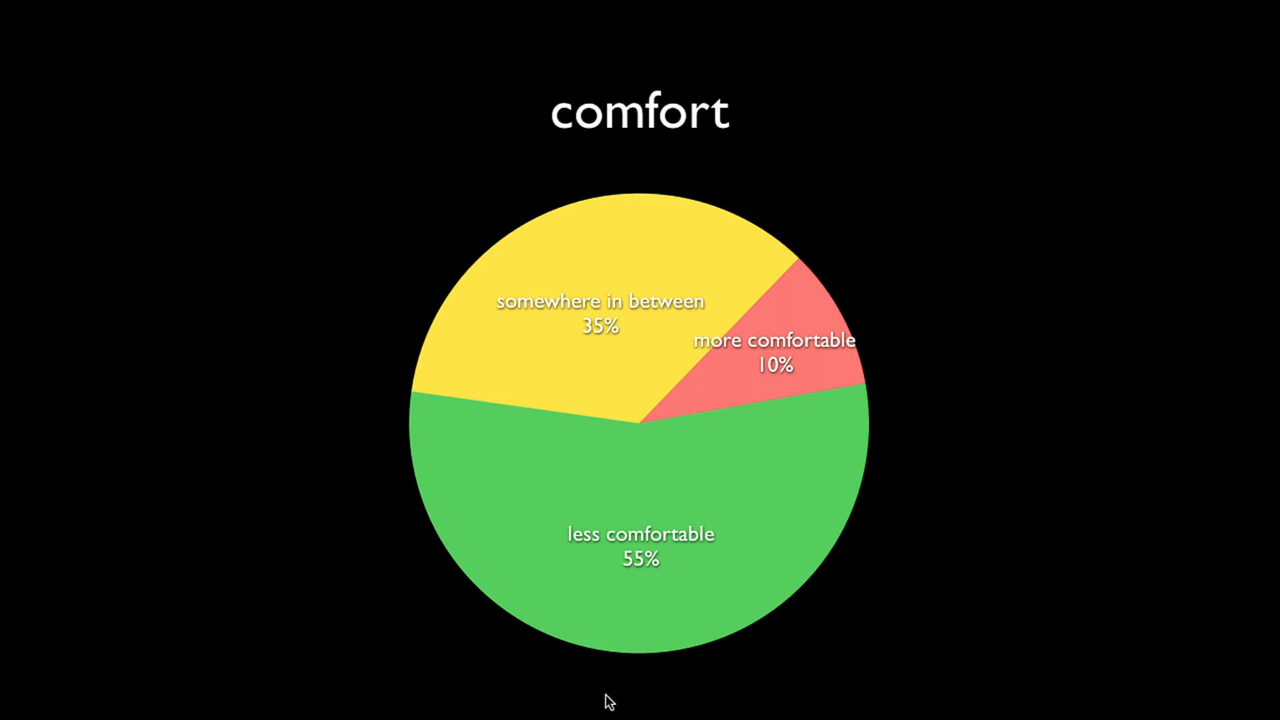 comfort
somewhere in between
35%
more comfortable
10%
less comfortable
55%